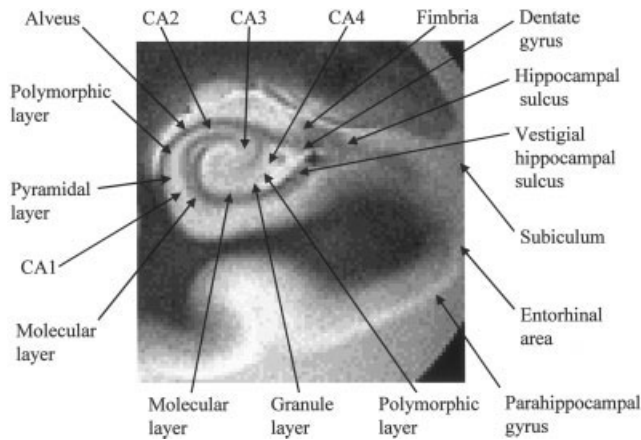 Alveus
CA2
CA3
CA4
Fimbria
Dentate
gyrus
Hippocampal
sulcus
Vestigial
hippocampal
sulcus
Subiculum
Entorhinal
area
Parahippocampal
gyrus
Polymorphic
layer
Granule
layer
Molecular
layer
Molecular
layer
CA1
Pyramidal
layer
Polymorphic
layer